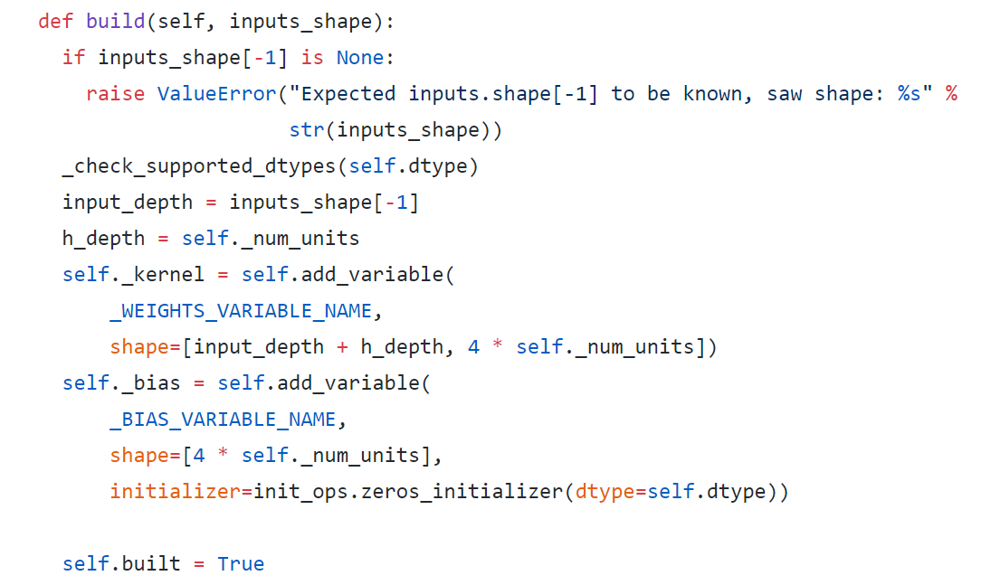 def build(self, inputs_shape):
if inputs_shape[-1] is None:
raise ValueError("Expected inputs.shape[-1] to be known, saw shape: %s" %
str(inputs_shape))
_check_supported_dtypes(self.dtype)
input_depth = inputs_shape[-1]
h_depth = self._num_units
self._kernel = self.add_variable(
_WEIGHTS_VARIABLE_NAME,
shape=[input_depth + h_depth, 4 * self._num_units])
self._bias = self.add_variable(
_BIAS_VARIABLE_NAME,
shape=[4 * self._num_units],
initializer=init_ops.zeros_initializer(dtype=self.dtype))
self.built = True